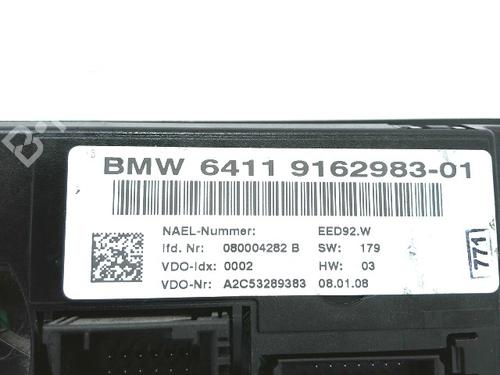 BMW 6411 9162983-01
NAEL-Nummer: EED92.W
lfd. Nr: 080004282 B SW: 179
VDO-Idx: 0002 HW: 03
VDO-Nr: A2C53289383 08.01.08
771